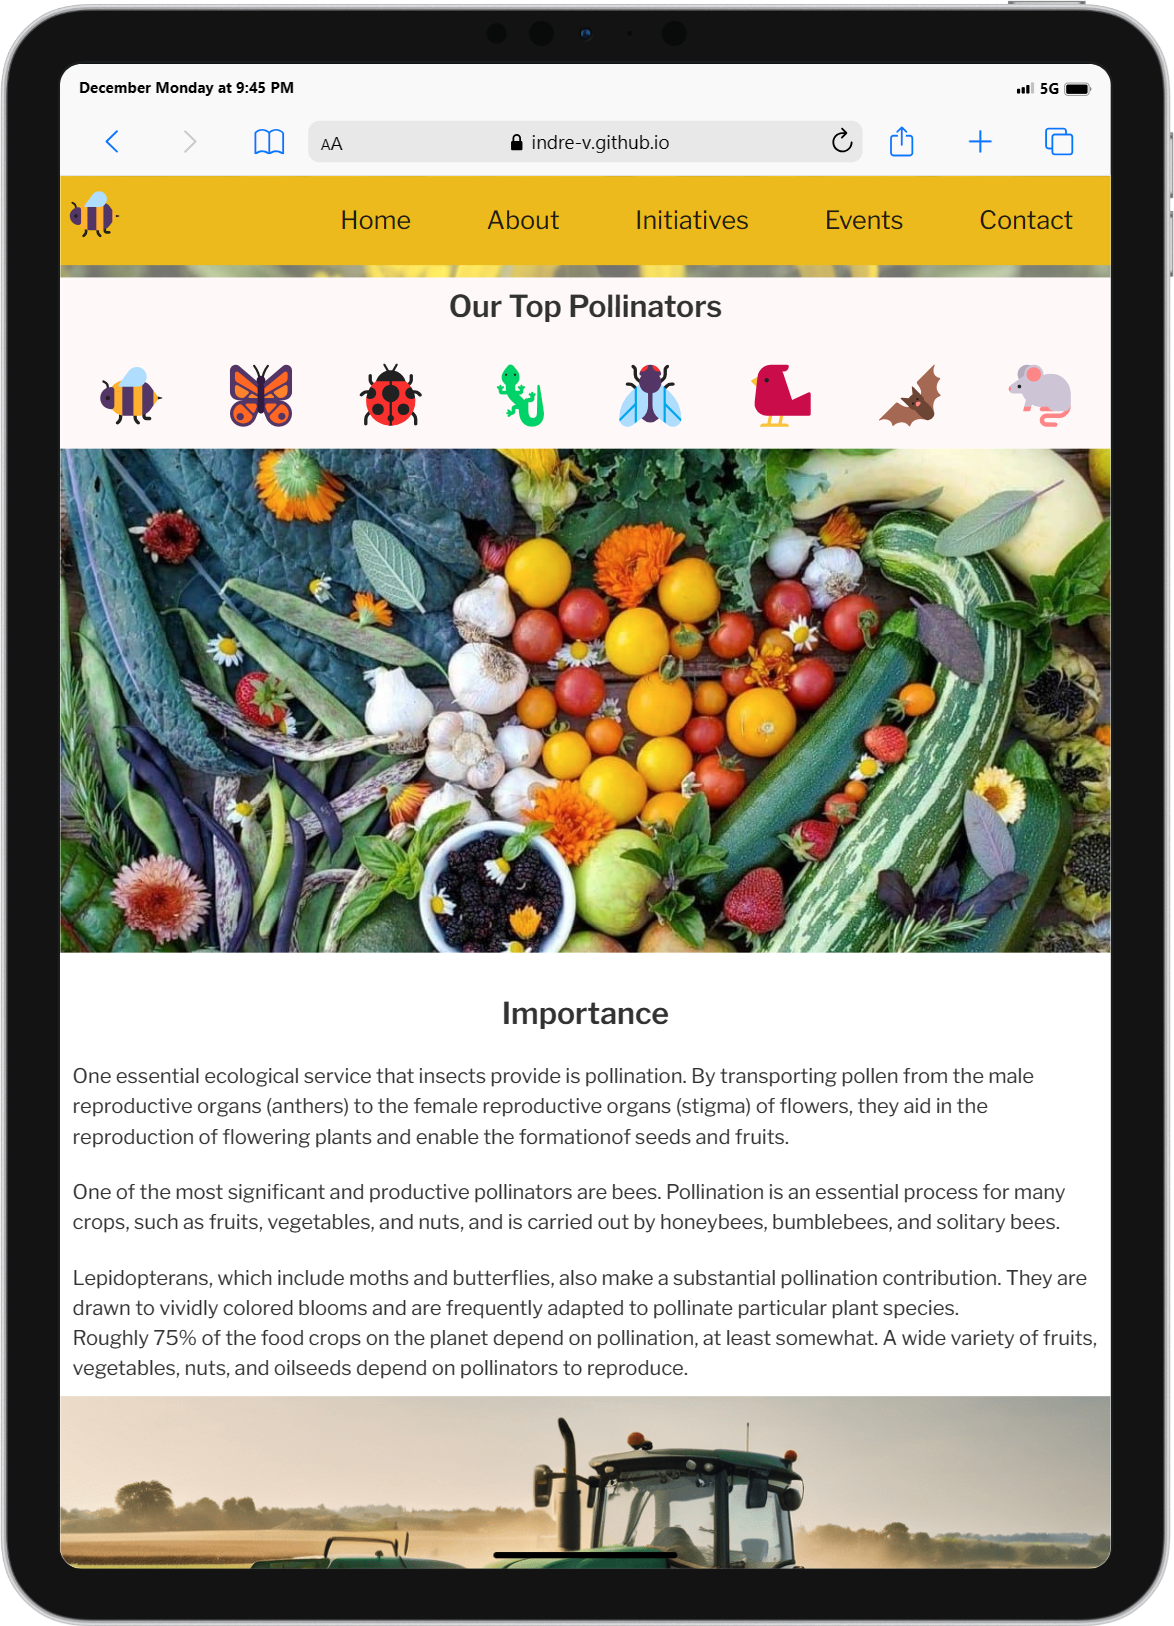 December Monday at 9:45 PM
5G
AA
indre-v.github.io
Home About Initiatives Events Contact
Our Top Pollinators
Importance
One essential ecological service that insects provide is pollination. By transporting pollen from the male
reproductive organs (anthers) to the female reproductive organs (stigma) of flowers, they aid in the
reproduction of flowering plants and enable the formationof seeds and fruits.
One of the most significant and productive pollinators are bees. Pollination is an essential process for many
crops, such as fruits, vegetables, and nuts, and is carried out by honeybees, bumblebees, and solitary bees.
Lepidopterans, which include moths and butterflies, also make a substantial pollination contribution. They are
drawn to vividly colored blooms and are frequently adapted to pollinate particular plant species.
Roughly 75% of the food crops on the planet depend on pollination, at least somewhat. A wide variety of fruits,
vegetables, nuts, and oilseeds depend on pollinators to reproduce.